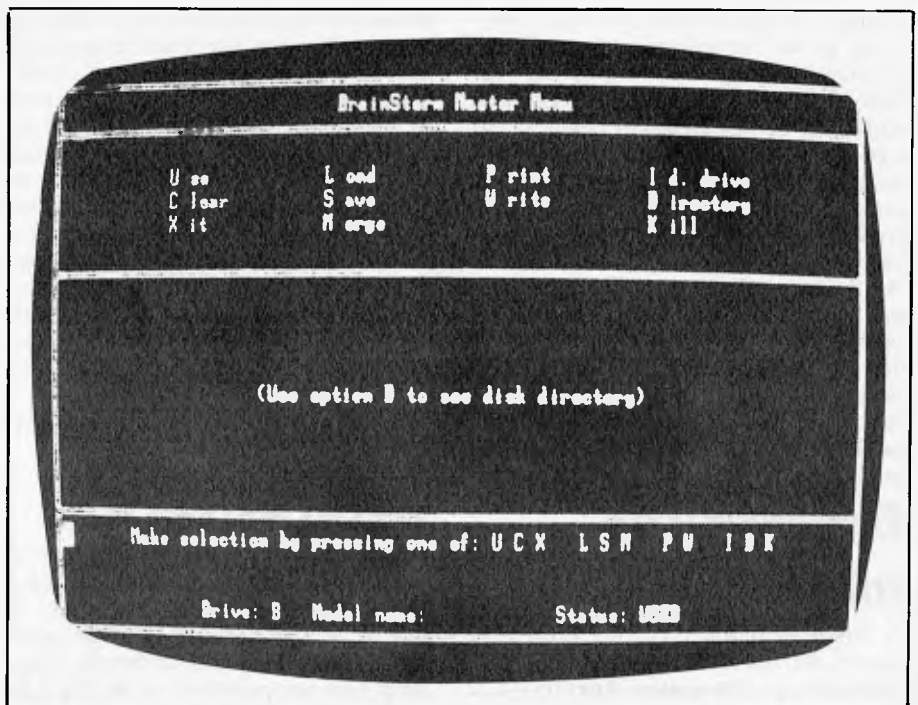 BrainStorm Master Menu
U se L oad P rint I d. drive
C lear S ave W rite D irectory
X it M erge K ill
(Use option D to see disk directory)
Make selection by pressing one of: U C X L S M P W I D K
Drive: B Model name: Status: USED